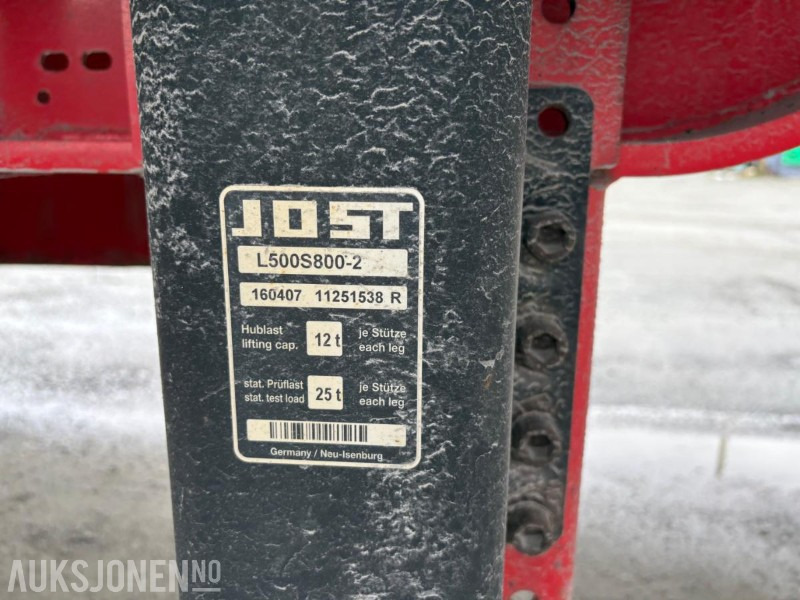 JOST
L500S800-2
160407 11251538 R
Hublast
lifting cap.
12 t
je Stütze
each leg
stat. Prüflast
stat. test load
25 t
je Stütze
each leg
Germany / Neu-Isenburg
AUKSJONEN.NO